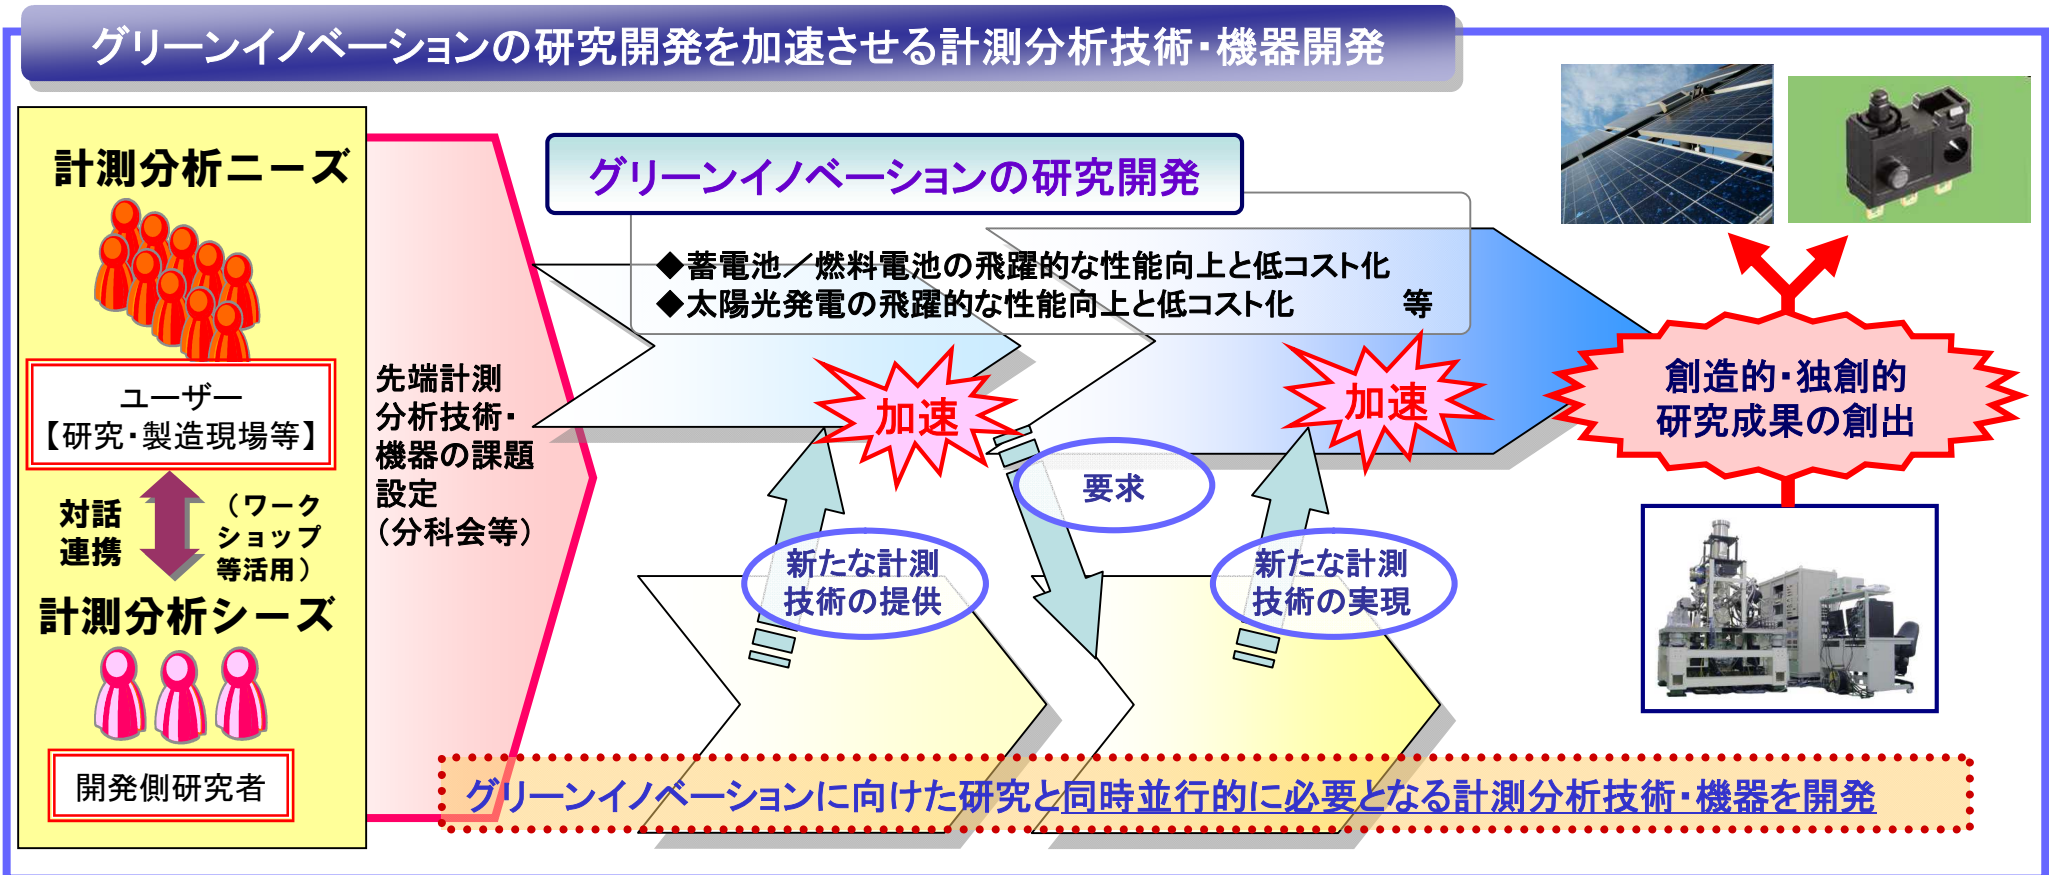 グリーンイノベーションの研究開発を加速させる計測分析技術・機器開発
計測分析ニーズ
ユーザー
【研究・製造現場等】
対話
連携
（ワーク
ショップ
等活用）
計測分析シーズ
開発側研究者
先端計測
分析技術・
機器の課題
設定
（分科会等）
グリーンイノベーションの研究開発
◆蓄電池／燃料電池の飛躍的な性能向上と低コスト化
◆太陽光発電の飛躍的な性能向上と低コスト化　　　等
加速
加速
要求
新たな計測
技術の提供
新たな計測
技術の実現
創造的・独創的
研究成果の創出
グリーンイノベーションに向けた研究と同時並行的に必要となる計測分析技術・機器を開発